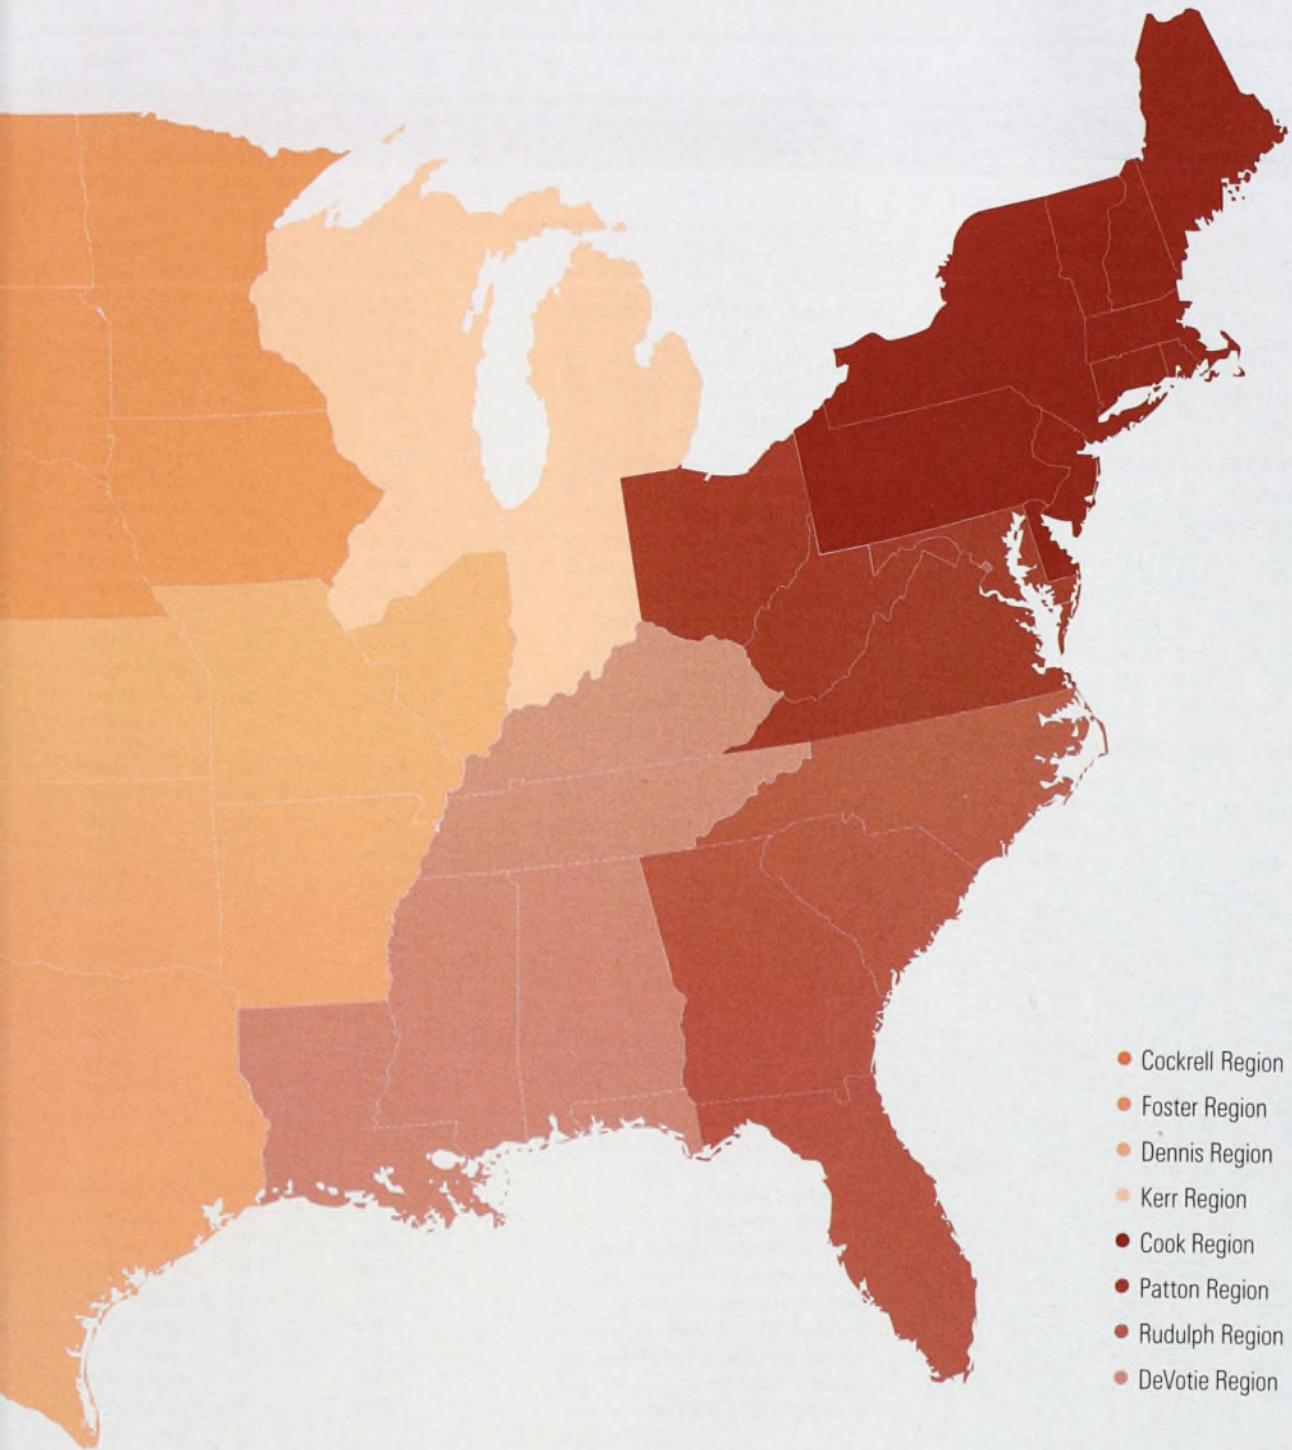 Cockrell Region
Foster Region
Dennis Region
Kerr Region
Cook Region
Patton Region
Rudulph Region
DeVotie Region